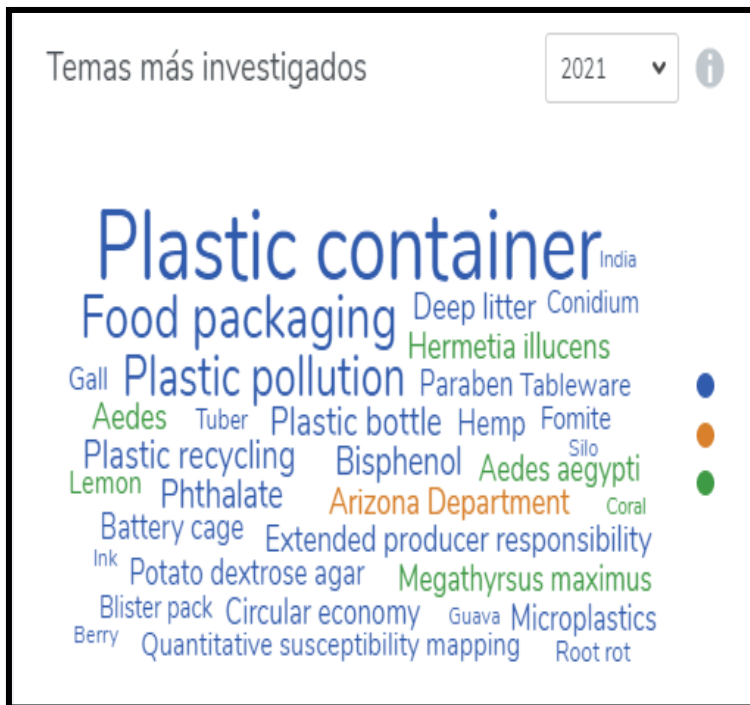 Temas más investigados 2021
Plastic container India
Food packaging Deep litter Conidium
Hermetia illucens
Gall Plastic pollution Paraben Tableware
Aedes Tuber Plastic bottle Hemp Fomite
Silo
Plastic recycling Bisphenol Aedes aegypti
Lemon Phthalate Arizona Department Coral
Battery cage Extended producer responsibility
Ink Potato dextrose agar Megathyrsus maximus
Blister pack Circular economy Guava Microplastics
Berry Quantitative susceptibility mapping Root rot